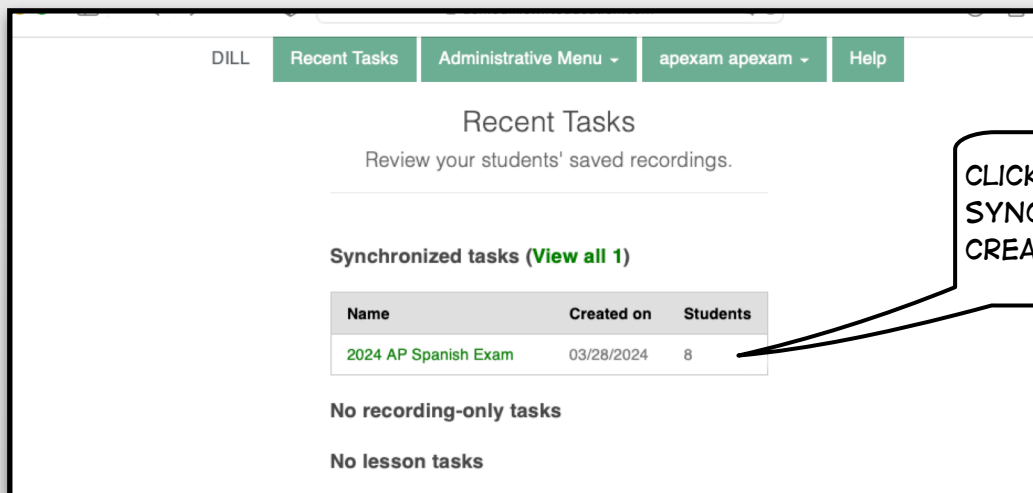 DILL Recent Tasks Administrative Menu apexam apexam Help
Recent Tasks
Review your students' saved recordings.
Synchronized tasks (View all 1)
Name Created on Students
2024 AP Spanish Exam 03/28/2024 8
No recording-only tasks
No lesson tasks